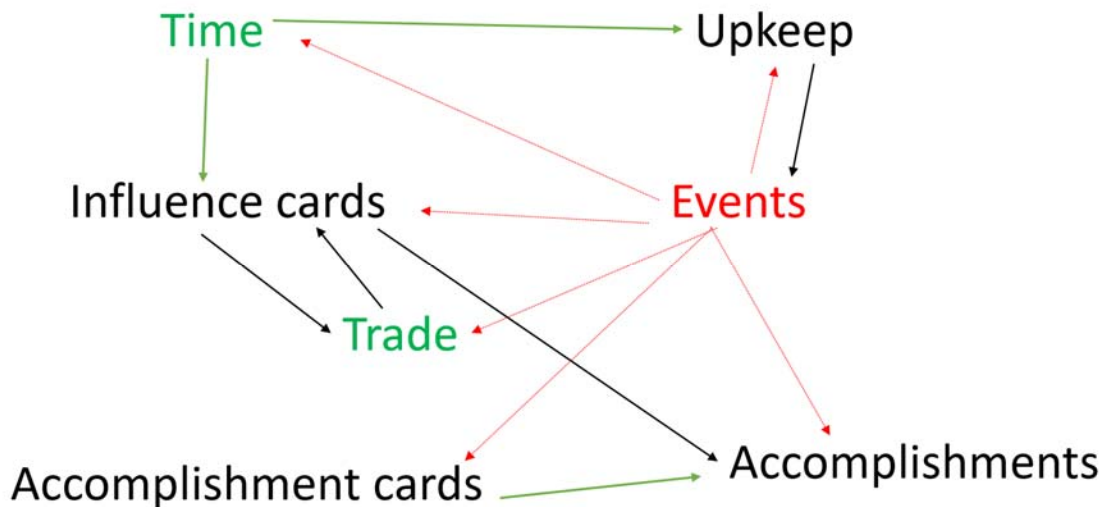 Time
Upkeep
Influence cards
Events
Trade
Accomplishment cards
Accomplishments